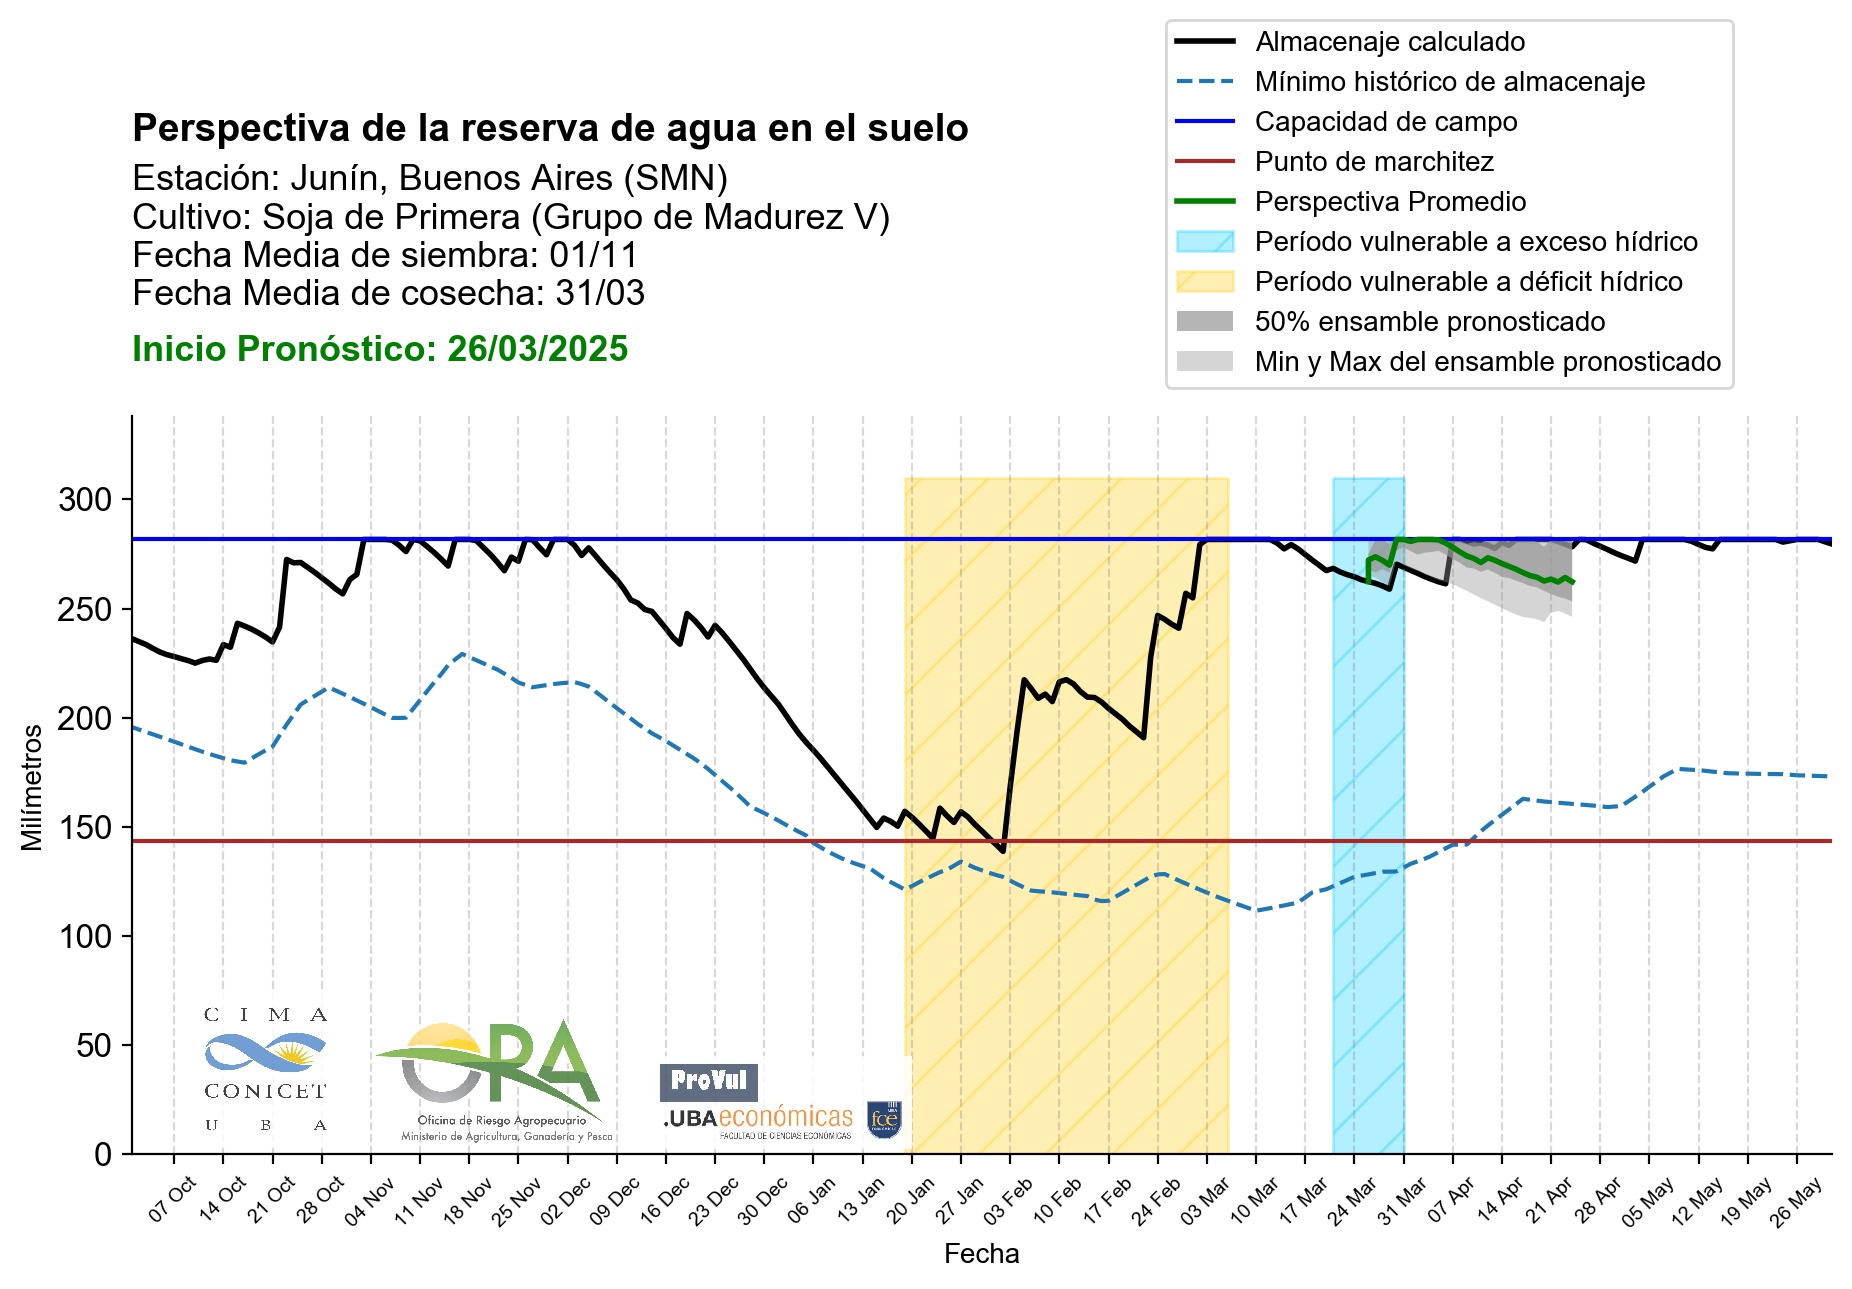 Almacenaje calculado
Mínimo histórico de almacenaje
Capacidad de campo
Punto de marchitez
Perspectiva Promedio
Período vulnerable a exceso hídrico
Período vulnerable a déficit hídrico
50% ensamble pronosticado
Min y Max del ensamble pronosticado
Perspectiva de la reserva de agua en el suelo
Estación: Junín, Buenos Aires (SMN)
Cultivo: Soja de Primera (Grupo de Madurez V)
Fecha Media de siembra: 01/11
Fecha Media de cosecha: 31/03
Inicio Pronóstico: 26/03/2025
300
250
200
150
100
50
0
Milímetros
CIMA
CONICET
UBA
ORA
Oficina de Riesgo Agropecuario
Ministerio de Agricultura, Ganadería y Pesca
ProVul
.UBAeconómicas
FACULTAD DE CIENCIAS ECONÓMICAS
UBA
fce
ECONÓMICAS
07 Oct
14 Oct
21 Oct
28 Oct
04 Nov
11 Nov
18 Nov
25 Nov
02 Dec
09 Dec
16 Dec
23 Dec
30 Dec
06 Jan
13 Jan
20 Jan
27 Jan
03 Feb
10 Feb
17 Feb
24 Feb
03 Mar
10 Mar
17 Mar
24 Mar
31 Mar
07 Apr
14 Apr
21 Apr
28 Apr
05 May
12 May
19 May
26 May
Fecha